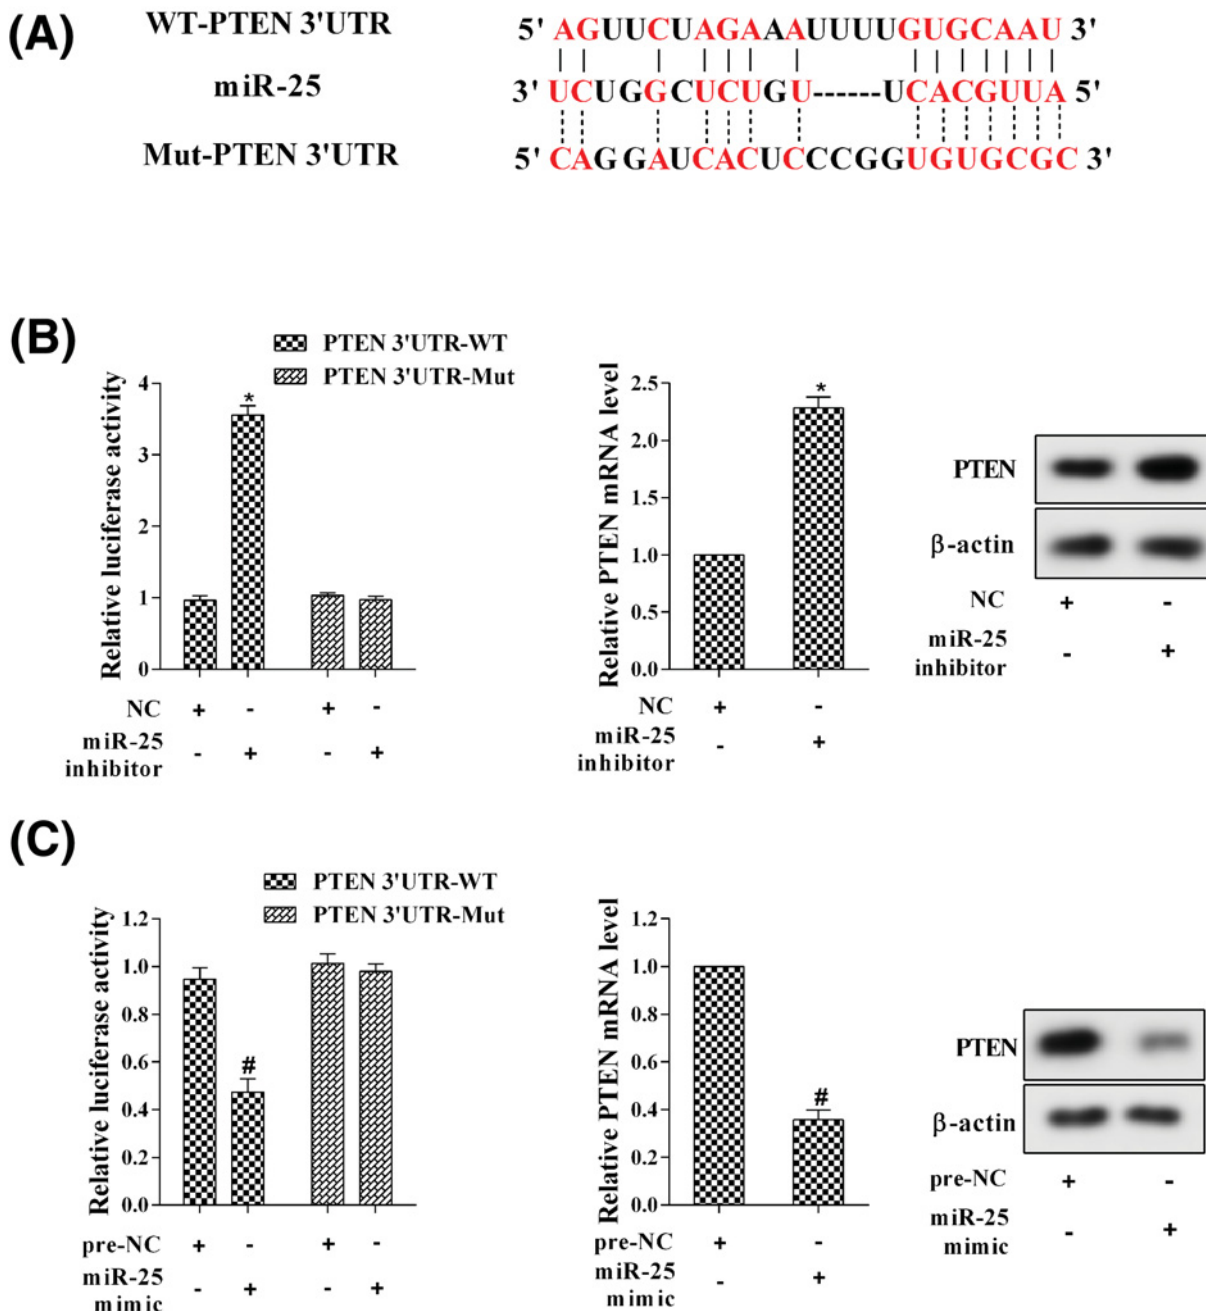 (A)
WT-PTEN 3'UTR
5' AGUUCUAGAAAUUUUGUGCAAU 3'
miR-25
3' UCUGGCUCUGU------UCACGUUA 5'
Mut-PTEN 3'UTR
5' CAGGAUCACUCCCGGUGUGCGC 3'
(B)
PTEN 3'UTR-WT
PTEN 3'UTR-Mut
Relative luciferase activity
4
3
2
1
0
NC + - + -
miR-25
inhibitor
- + - +
Relative PTEN mRNA level
2.5
2.0
1.5
1.0
0.5
0.0
*
*
NC + -
miR-25
inhibitor
- +
PTEN
β-actin
NC + -
miR-25
inhibitor
- +
(C)
PTEN 3'UTR-WT
PTEN 3'UTR-Mut
Relative luciferase activity
1.2
1.0
0.8
0.6
0.4
0.2
0.0
#
pre-NC + - + -
miR-25
mimic
- + - +
Relative PTEN mRNA level
1.2
1.0
0.8
0.6
0.4
0.2
0.0
#
pre-NC + -
miR-25
mimic
- +
PTEN
β-actin
pre-NC + -
miR-25
mimic
- +